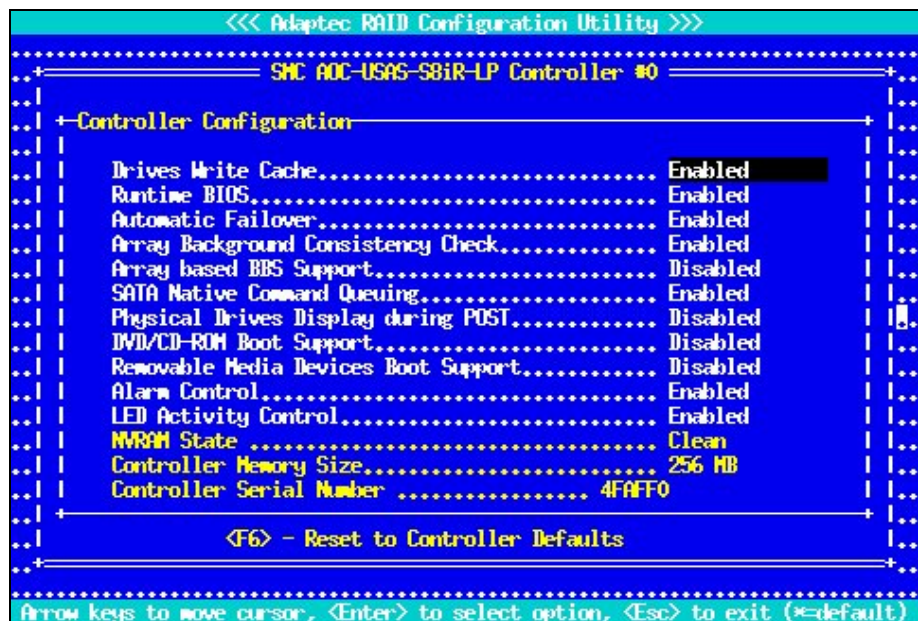 <<< Adaptec RAID Configuration Utility >>>
SMC AOC-USAS-S8iR-LP Controller #0
Controller Configuration
Drives Write Cache............................... Enabled
Runtime BIOS..................................... Enabled
Automatic Failover............................... Enabled
Array Background Consistency Check............. Enabled
Array based BBS Support.......................... Disabled
SATA Native Command Queuing...................... Enabled
Physical Drives Display during POST............. Disabled
DVD/CD-ROM Boot Support.......................... Disabled
Removable Media Devices Boot Support............ Disabled
Alarm Control.................................... Enabled
LED Activity Control............................. Enabled
NVRAM State ..................................... Clean
Controller Memory Size........................... 256 MB
Controller Serial Number .................. 4FAFF0
<F6> - Reset to Controller Defaults
Arrow keys to move cursor, <Enter> to select option, <Esc> to exit (*=default)